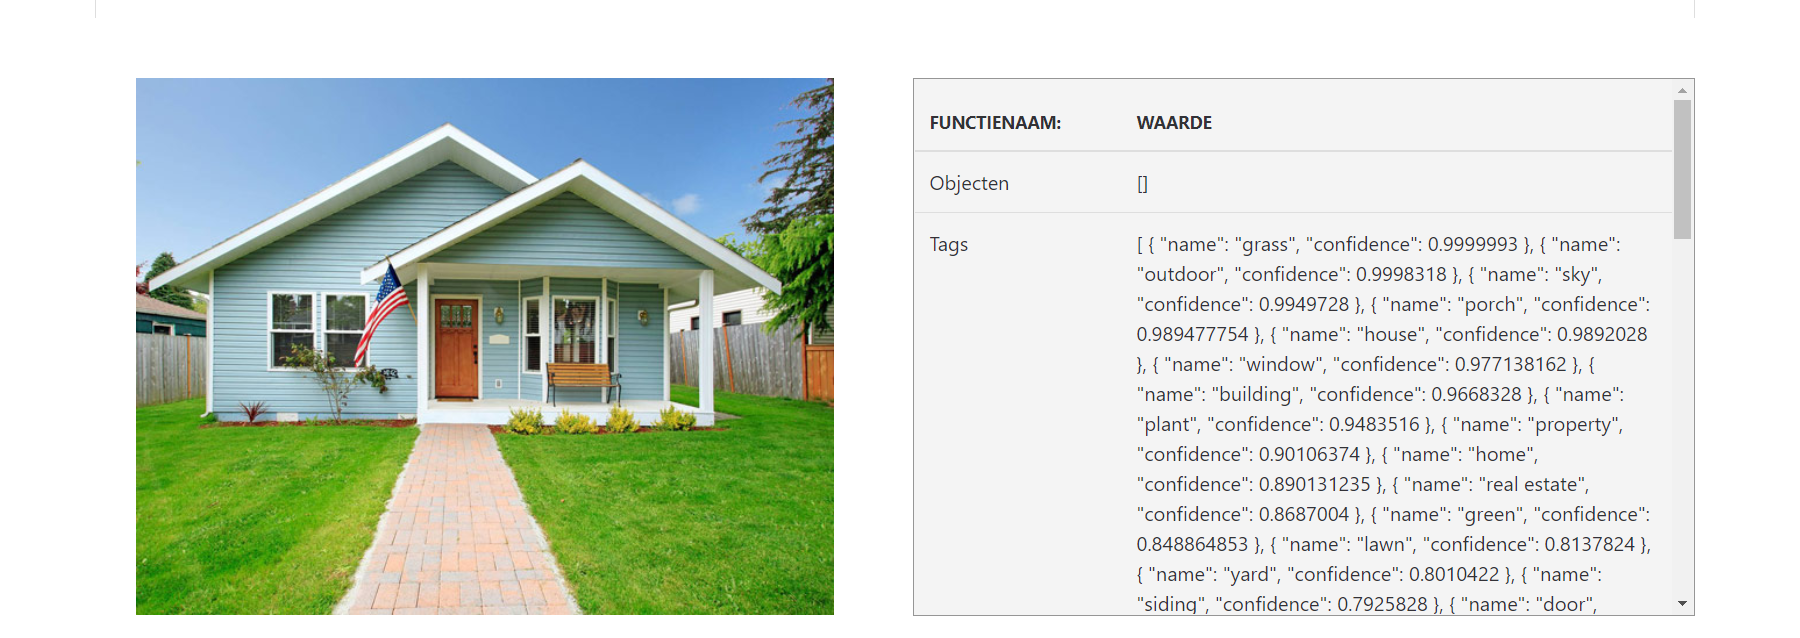 FUNCTIENAAM: WAARDE
Objecten []
Tags [ { "name": "grass", "confidence": 0.9999993 }, { "name":
"outdoor", "confidence": 0.9998318 }, { "name": "sky",
"confidence": 0.9949728 }, { "name": "porch", "confidence":
0.989477754 }, { "name": "house", "confidence": 0.9892028
}, { "name": "window", "confidence": 0.977138162 }, {
"name": "building", "confidence": 0.9668328 }, { "name":
"plant", "confidence": 0.9483516 }, { "name": "property",
"confidence": 0.90106374 }, { "name": "home",
"confidence": 0.890131235 }, { "name": "real estate",
"confidence": 0.8687004 }, { "name": "green", "confidence":
0.848864853 }, { "name": "lawn", "confidence": 0.8137824 },
{ "name": "yard", "confidence": 0.8010422 }, { "name":
"siding", "confidence": 0.7925828 }, { "name": "door",